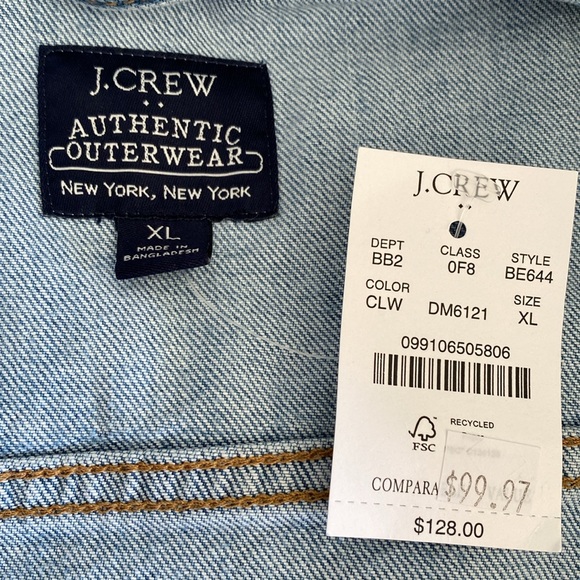 J.CREW
AUTHENTIC
OUTERWEAR
NEW YORK, NEW YORK
XL
MADE IN
BANGLADESH
J.CREW
DEPT CLASS STYLE
BB2 0F8 BE644
COLOR SIZE
CLW DM6121 XL
099106505806
FSC RECYCLED
COMPARA $99.97
$128.00